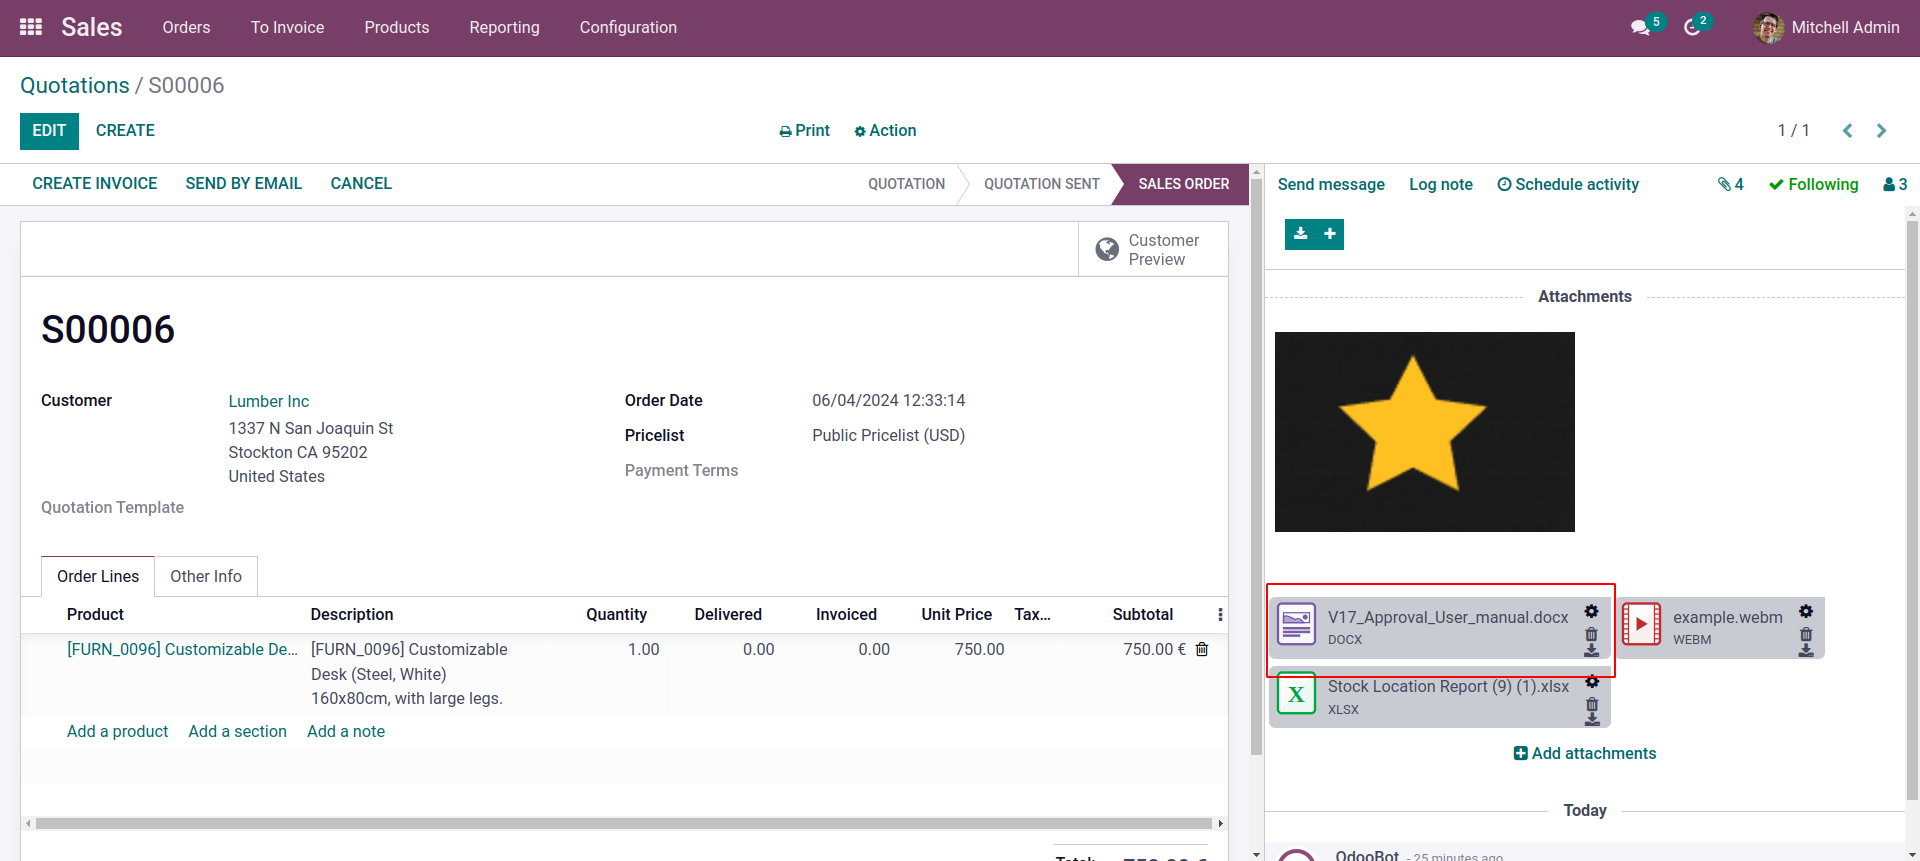 Sales Orders To Invoice Products Reporting Configuration 5 2 Mitchell Admin
Quotations / S00006
EDIT CREATE Print Action 1 / 1
CREATE INVOICE SEND BY EMAIL CANCEL QUOTATION QUOTATION SENT SALES ORDER
Send message Log note Schedule activity 4 Following 3
Customer
Preview
S00006
Customer Lumber Inc
1337 N San Joaquin St
Stockton CA 95202
United States
Order Date 06/04/2024 12:33:14
Pricelist Public Pricelist (USD)
Payment Terms
Quotation Template
Order Lines Other Info
Product Description Quantity Delivered Invoiced Unit Price Tax... Subtotal
[FURN_0096] Customizable De... [FURN_0096] Customizable 1.00 0.00 0.00 750.00 750.00 €
Desk (Steel, White)
160x80cm, with large legs.
Add a product Add a section Add a note
Attachments
V17_Approval_User_manual.docx
DOCX
example.webm
WEBM
X
Stock Location Report (9) (1).xlsx
XLSX
Add attachments
Today
OdooBot - 25 minutes ago